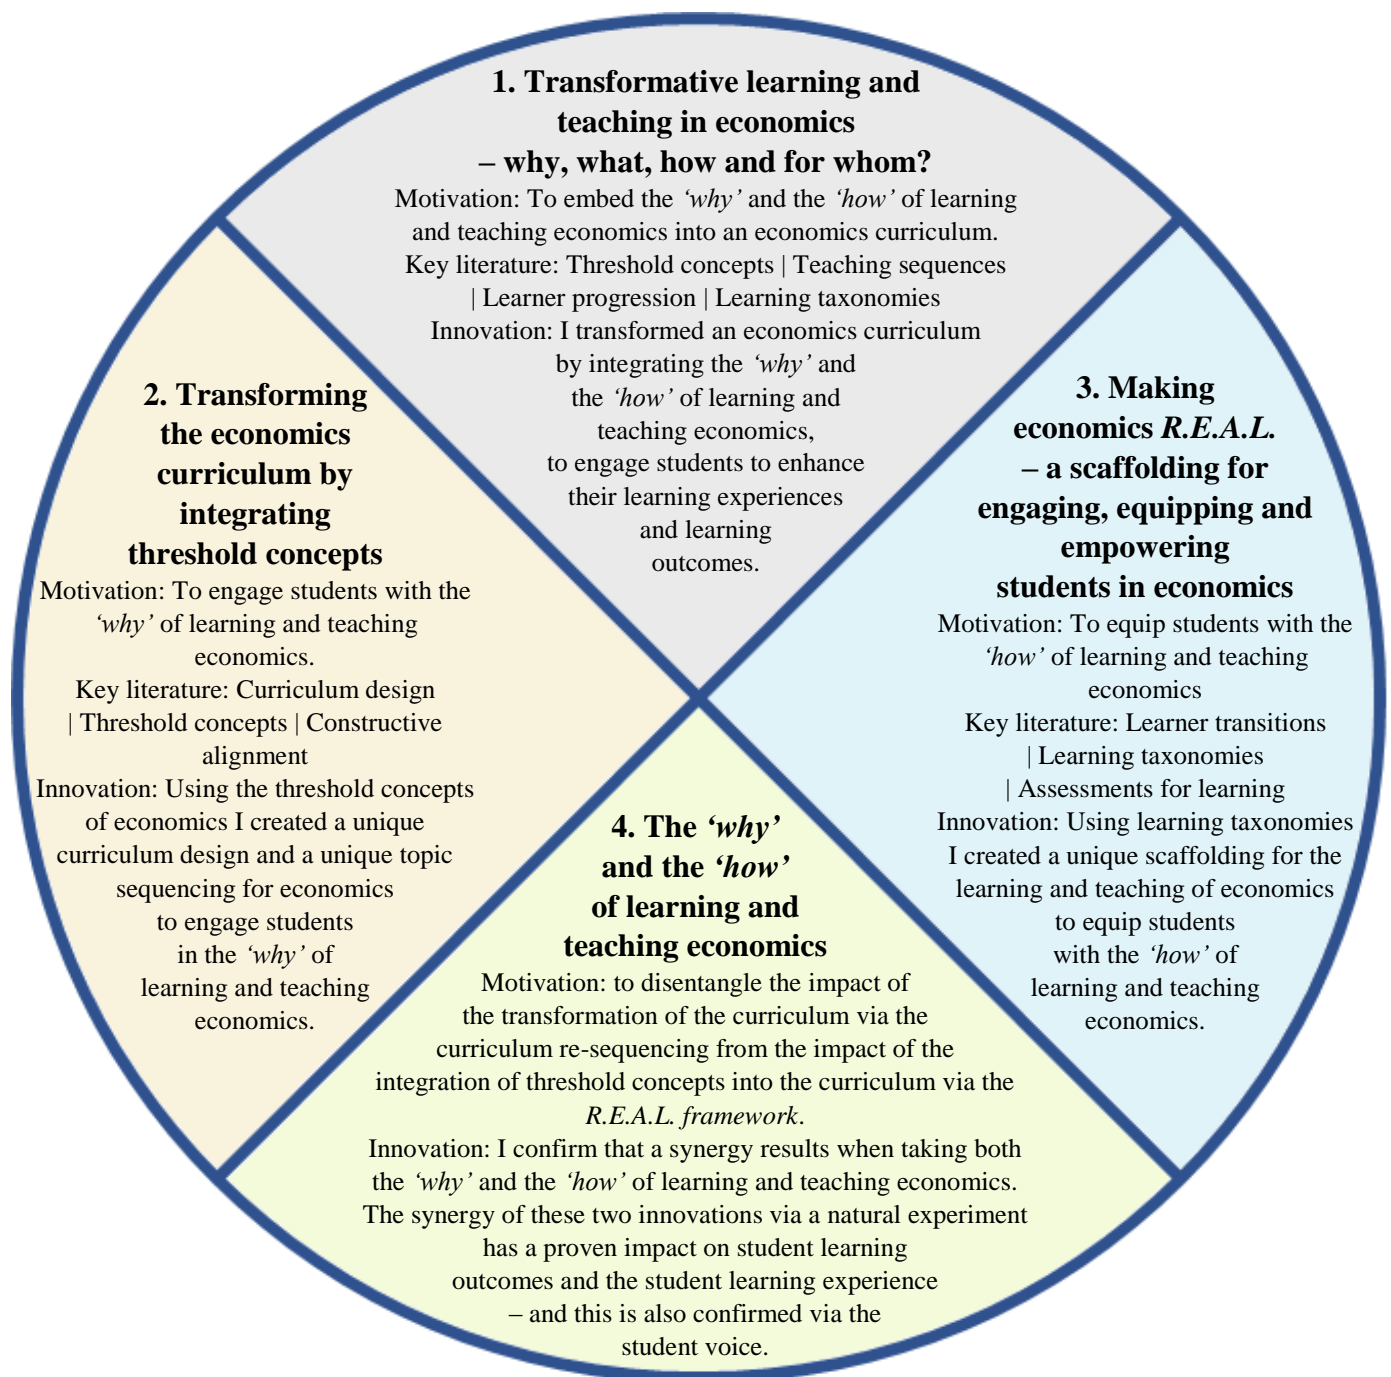 1. Transformative learning and
teaching in economics
– why, what, how and for whom?
Motivation: To embed the ‘why’ and the ‘how’ of learning
and teaching economics into an economics curriculum.
Key literature: Threshold concepts | Teaching sequences
| Learner progression | Learning taxonomies
Innovation: I transformed an economics curriculum
by integrating the ‘why’ and
the ‘how’ of learning and
teaching economics,
to engage students to enhance
their learning experiences
and learning
outcomes.
2. Transforming
the economics
curriculum by
integrating
threshold concepts
Motivation: To engage students with the
‘why’ of learning and teaching
economics.
Key literature: Curriculum design
| Threshold concepts | Constructive
alignment
Innovation: Using the threshold concepts
of economics I created a unique
curriculum design and a unique topic
sequencing for economics
to engage students
in the ‘why’ of
learning and teaching
economics.
3. Making
economics R.E.A.L.
– a scaffolding for
engaging, equipping and
empowering
students in economics
Motivation: To equip students with the
‘how’ of learning and teaching
economics
Key literature: Learner transitions
| Learning taxonomies
| Assessments for learning
Innovation: Using learning taxonomies
I created a unique scaffolding for the
learning and teaching of economics
to equip students
with the ‘how’ of
learning and teaching
economics.
4. The ‘why’
and the ‘how’
of learning and
teaching economics
Motivation: to disentangle the impact of
the transformation of the curriculum via the
curriculum re-sequencing from the impact of the
integration of threshold concepts into the curriculum via the
R.E.A.L. framework.
Innovation: I confirm that a synergy results when taking both
the ‘why’ and the ‘how’ of learning and teaching economics.
The synergy of these two innovations via a natural experiment
has a proven impact on student learning
outcomes and the student learning experience
– and this is also confirmed via the
student voice.